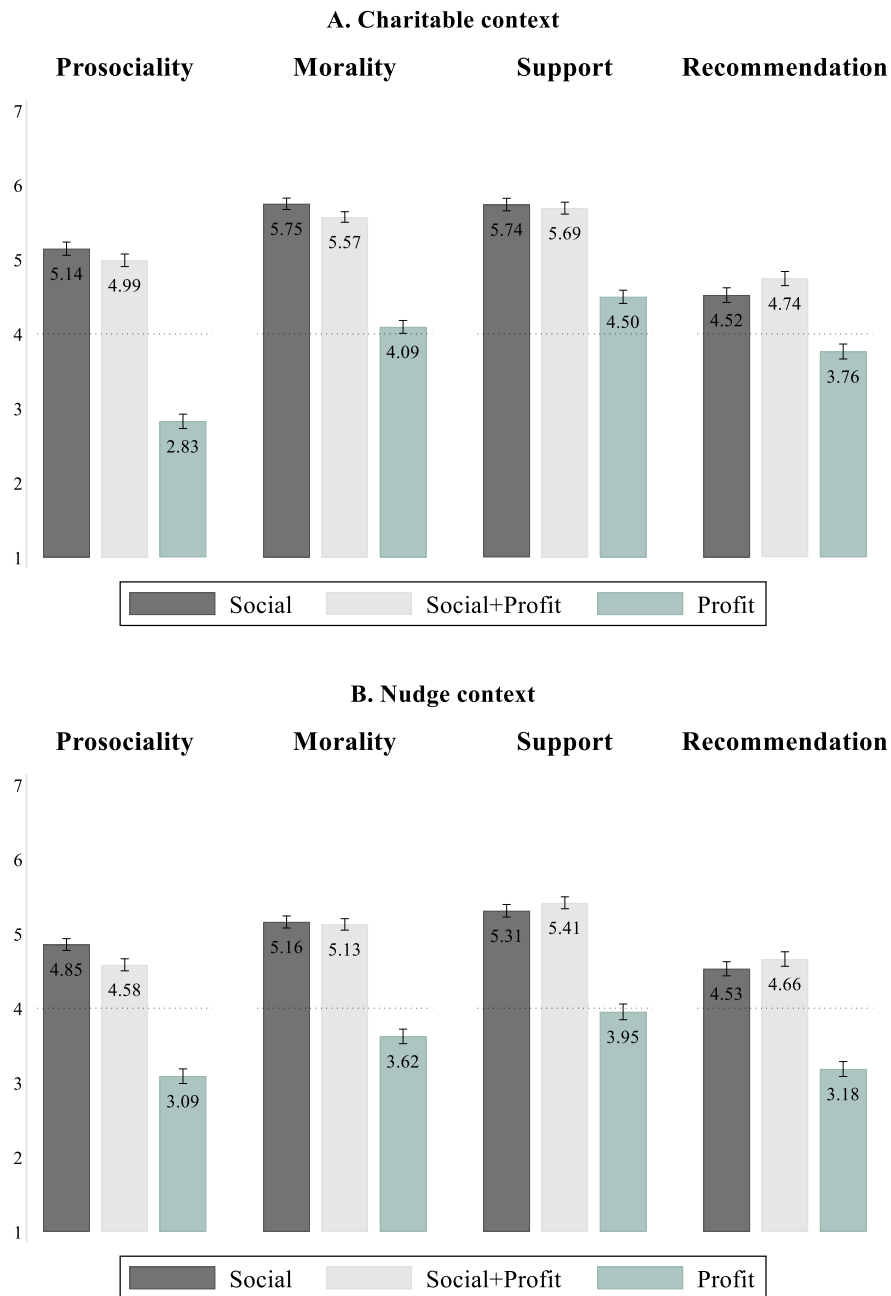 A. Charitable context
Prosociality Morality Support Recommendation
7
6
5
4
3
2
1
5.14 4.99 2.83
5.75 5.57 4.09
5.74 5.69 4.50
4.52 4.74 3.76
Social Social+Profit Profit
B. Nudge context
Prosociality Morality Support Recommendation
7
6
5
4
3
2
1
4.85 4.58 3.09
5.16 5.13 3.62
5.31 5.41 3.95
4.53 4.66 3.18
Social Social+Profit Profit